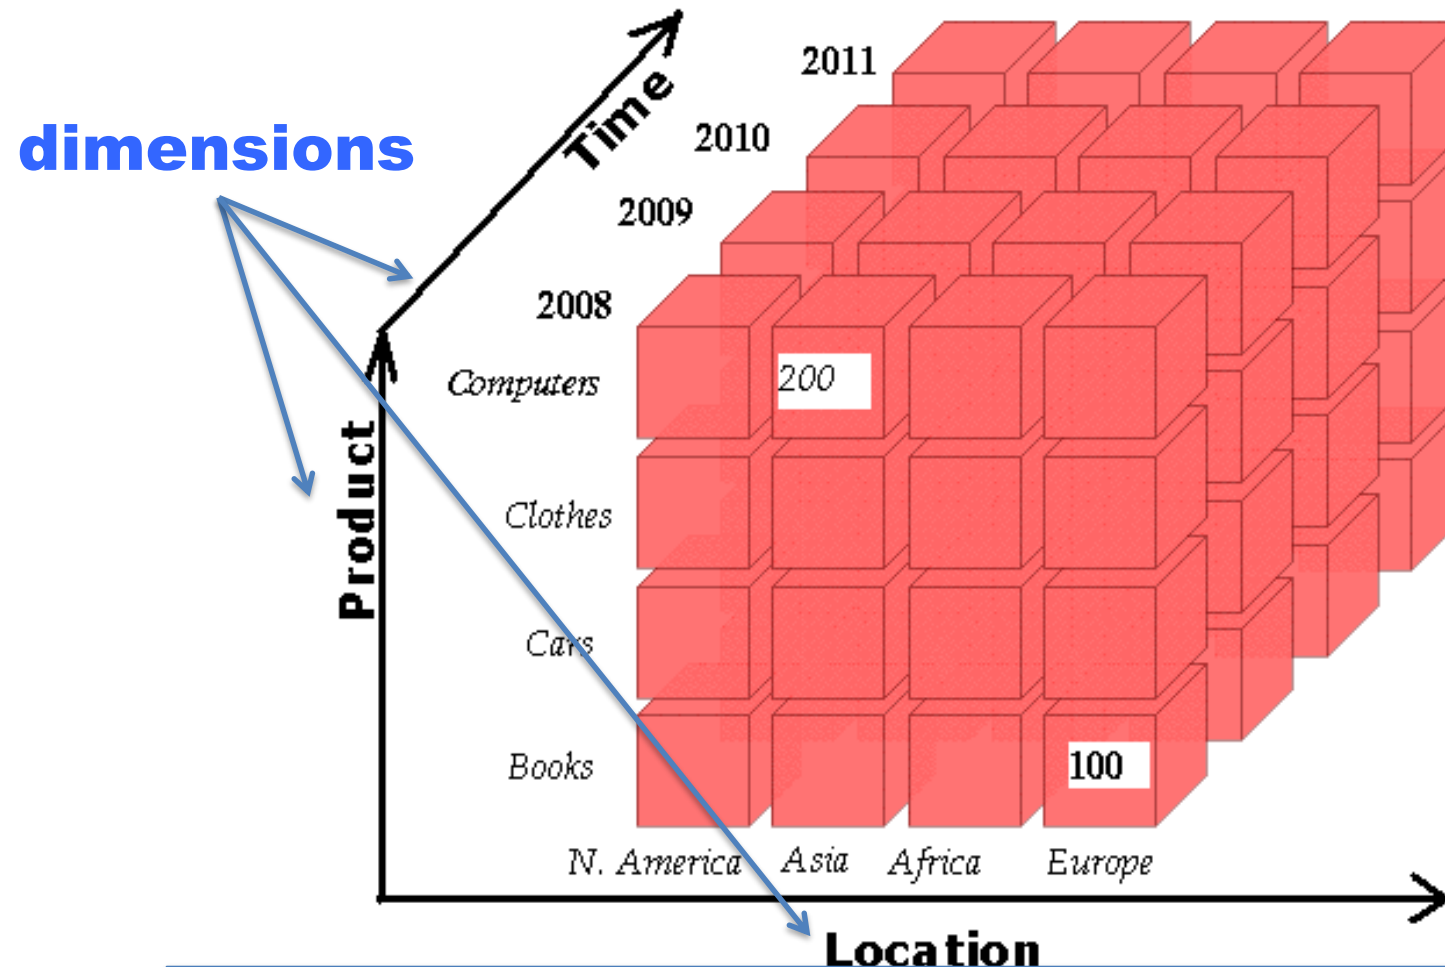 2011
Time
2010
dimensions
2009
2008
Computers
200
Product
Clothes
Cars
Books
100
N. America Asia Africa Europe
Location